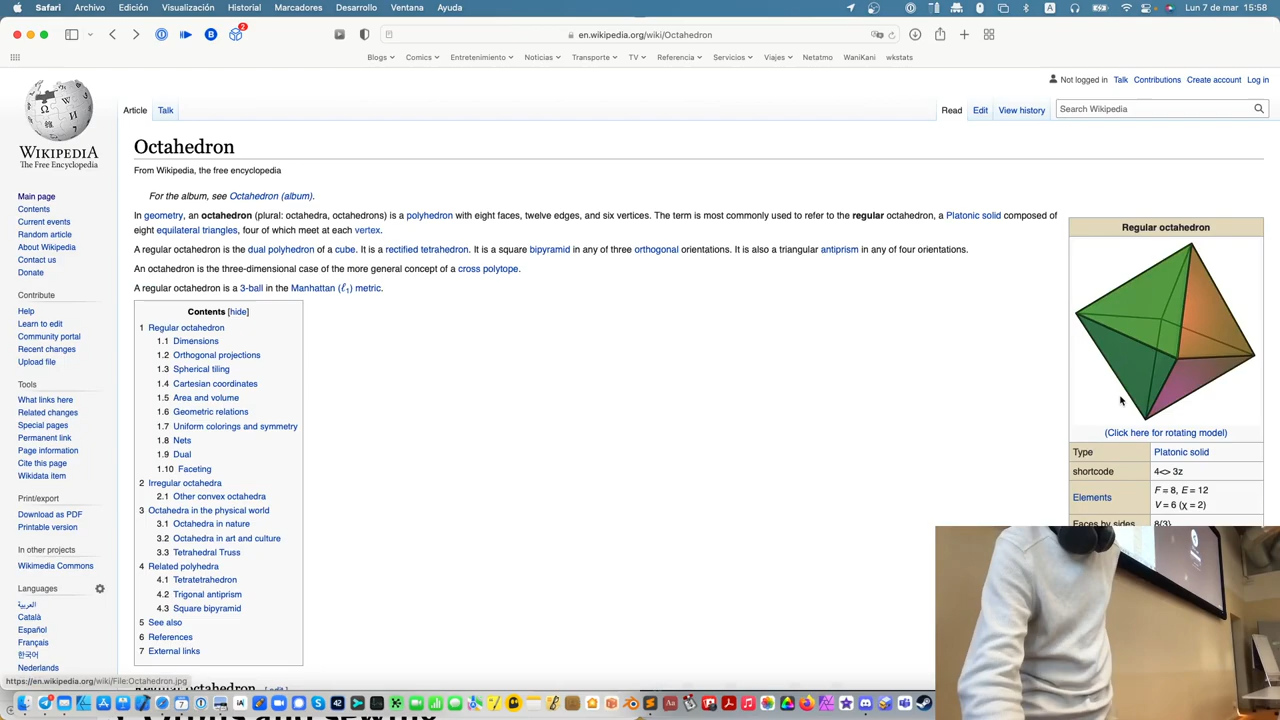 Safari Archivo Edición Visualización Historial Marcadores Desarrollo Ventana Ayuda
Lun 7 de mar 15:58
2
en.wikipedia.org/wiki/Octahedron
Blogs Comics Entretenimiento Noticias Transporte TV Referencia Servicios Viajes Netatmo WaniKani wkstats
Not logged in Talk Contributions Create account Log in
Article Talk
Read Edit View history Search Wikipedia
WIKIPEDIA
The Free Encyclopedia
Main page
Contents
Current events
Random article
About Wikipedia
Contact us
Donate
Contribute
Help
Learn to edit
Community portal
Recent changes
Upload file
Tools
What links here
Related changes
Special pages
Permanent link
Page information
Cite this page
Wikidata item
Print/export
Download as PDF
Printable version
In other projects
Wikimedia Commons
Languages
العربية
Català
Español
Français
한국어
Nederlands
Octahedron
From Wikipedia, the free encyclopedia
For the album, see Octahedron (album).
In geometry, an octahedron (plural: octahedra, octahedrons) is a polyhedron with eight faces, twelve edges, and six vertices. The term is most commonly used to refer to the regular octahedron, a Platonic solid composed of
eight equilateral triangles, four of which meet at each vertex.
A regular octahedron is the dual polyhedron of a cube. It is a rectified tetrahedron. It is a square bipyramid in any of three orthogonal orientations. It is also a triangular antiprism in any of four orientations.
An octahedron is the three-dimensional case of the more general concept of a cross polytope.
A regular octahedron is a 3-ball in the Manhattan (ℓ1) metric.
Contents [hide]
1 Regular octahedron
1.1 Dimensions
1.2 Orthogonal projections
1.3 Spherical tiling
1.4 Cartesian coordinates
1.5 Area and volume
1.6 Geometric relations
1.7 Uniform colorings and symmetry
1.8 Nets
1.9 Dual
1.10 Faceting
2 Irregular octahedra
2.1 Other convex octahedra
3 Octahedra in the physical world
3.1 Octahedra in nature
3.2 Octahedra in art and culture
3.3 Tetrahedral Truss
4 Related polyhedra
4.1 Tetratetrahedron
4.2 Trigonal antiprism
4.3 Square bipyramid
5 See also
6 References
7 External links
Regular octahedron
(Click here for rotating model)
Type Platonic solid
shortcode 4<> 3z
Elements F = 8, E = 12
V = 6 (χ = 2)
Faces by sides 8{3}
Regular octahedron [edit]
https://en.wikipedia.org/wiki/File:Octahedron.jpg